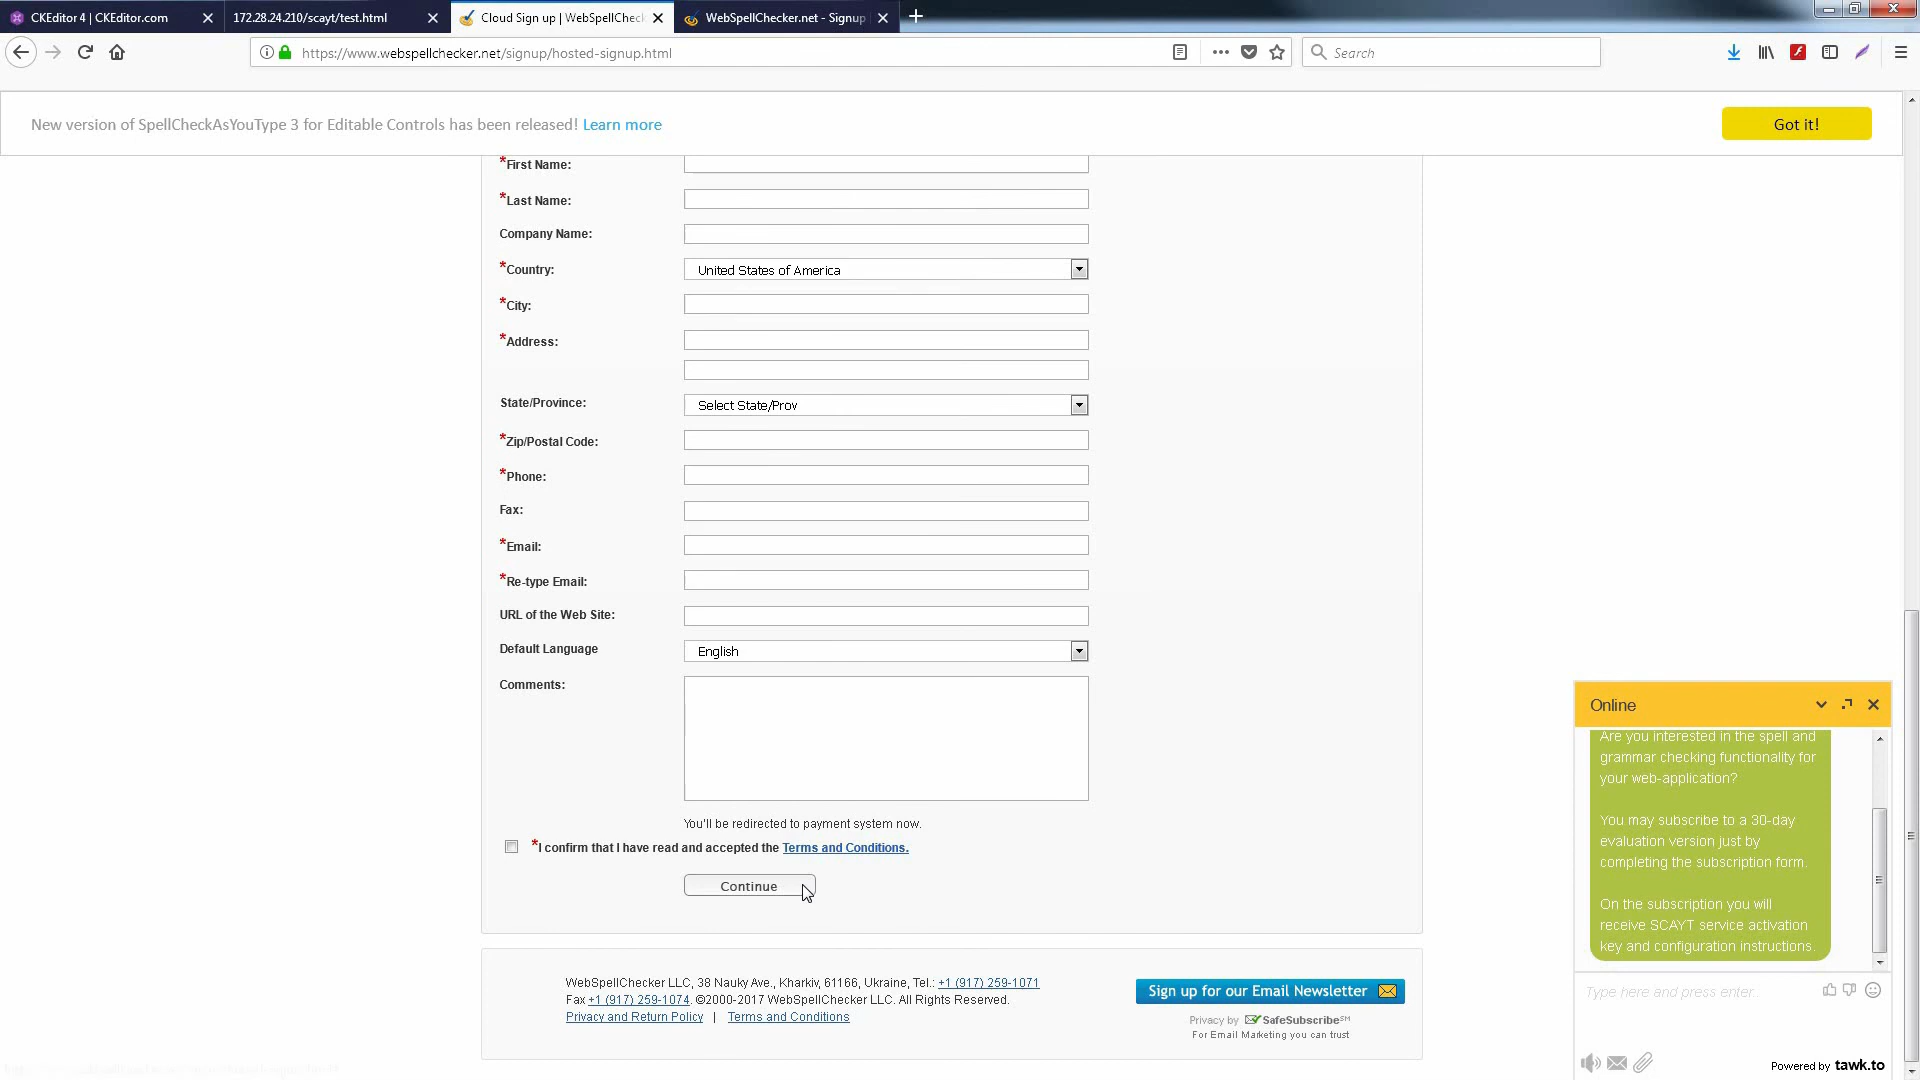 CKEditor 4 | CKEditor.com
172.28.24.210/scayt/test.html
Cloud Sign up | WebSpellChec
WebSpellChecker.net - Signup
https://www.webspellchecker.net/signup/hosted-signup.html
Search
New version of SpellCheckAsYouType 3 for Editable Controls has been released! Learn more
Got it!
*First Name:
*Last Name:
Company Name:
*Country:
United States of America
*City:
*Address:
State/Province:
Select State/Prov
*Zip/Postal Code:
*Phone:
Fax:
*Email:
*Re-type Email:
URL of the Web Site:
Default Language
English
Comments:
You'll be redirected to payment system now.
*I confirm that I have read and accepted the Terms and Conditions.
Continue
WebSpellChecker LLC, 38 Nauky Ave., Kharkiv, 61166, Ukraine, Tel.: +1 (917) 259-1071
Fax +1 (917) 259-1074. ©2000-2017 WebSpellChecker LLC. All Rights Reserved.
Privacy and Return Policy | Terms and Conditions
Sign up for our Email Newsletter
Privacy by SafeSubscribe SM
For Email Marketing you can trust
Online
Are you interested in the spell and
grammar checking functionality for
your web-application?
You may subscribe to a 30-day
evaluation version just by
completing the subscription form.
On the subscription you will
receive SCAYT service activation
key and configuration instructions.
Type here and press enter..
Powered by tawk.to